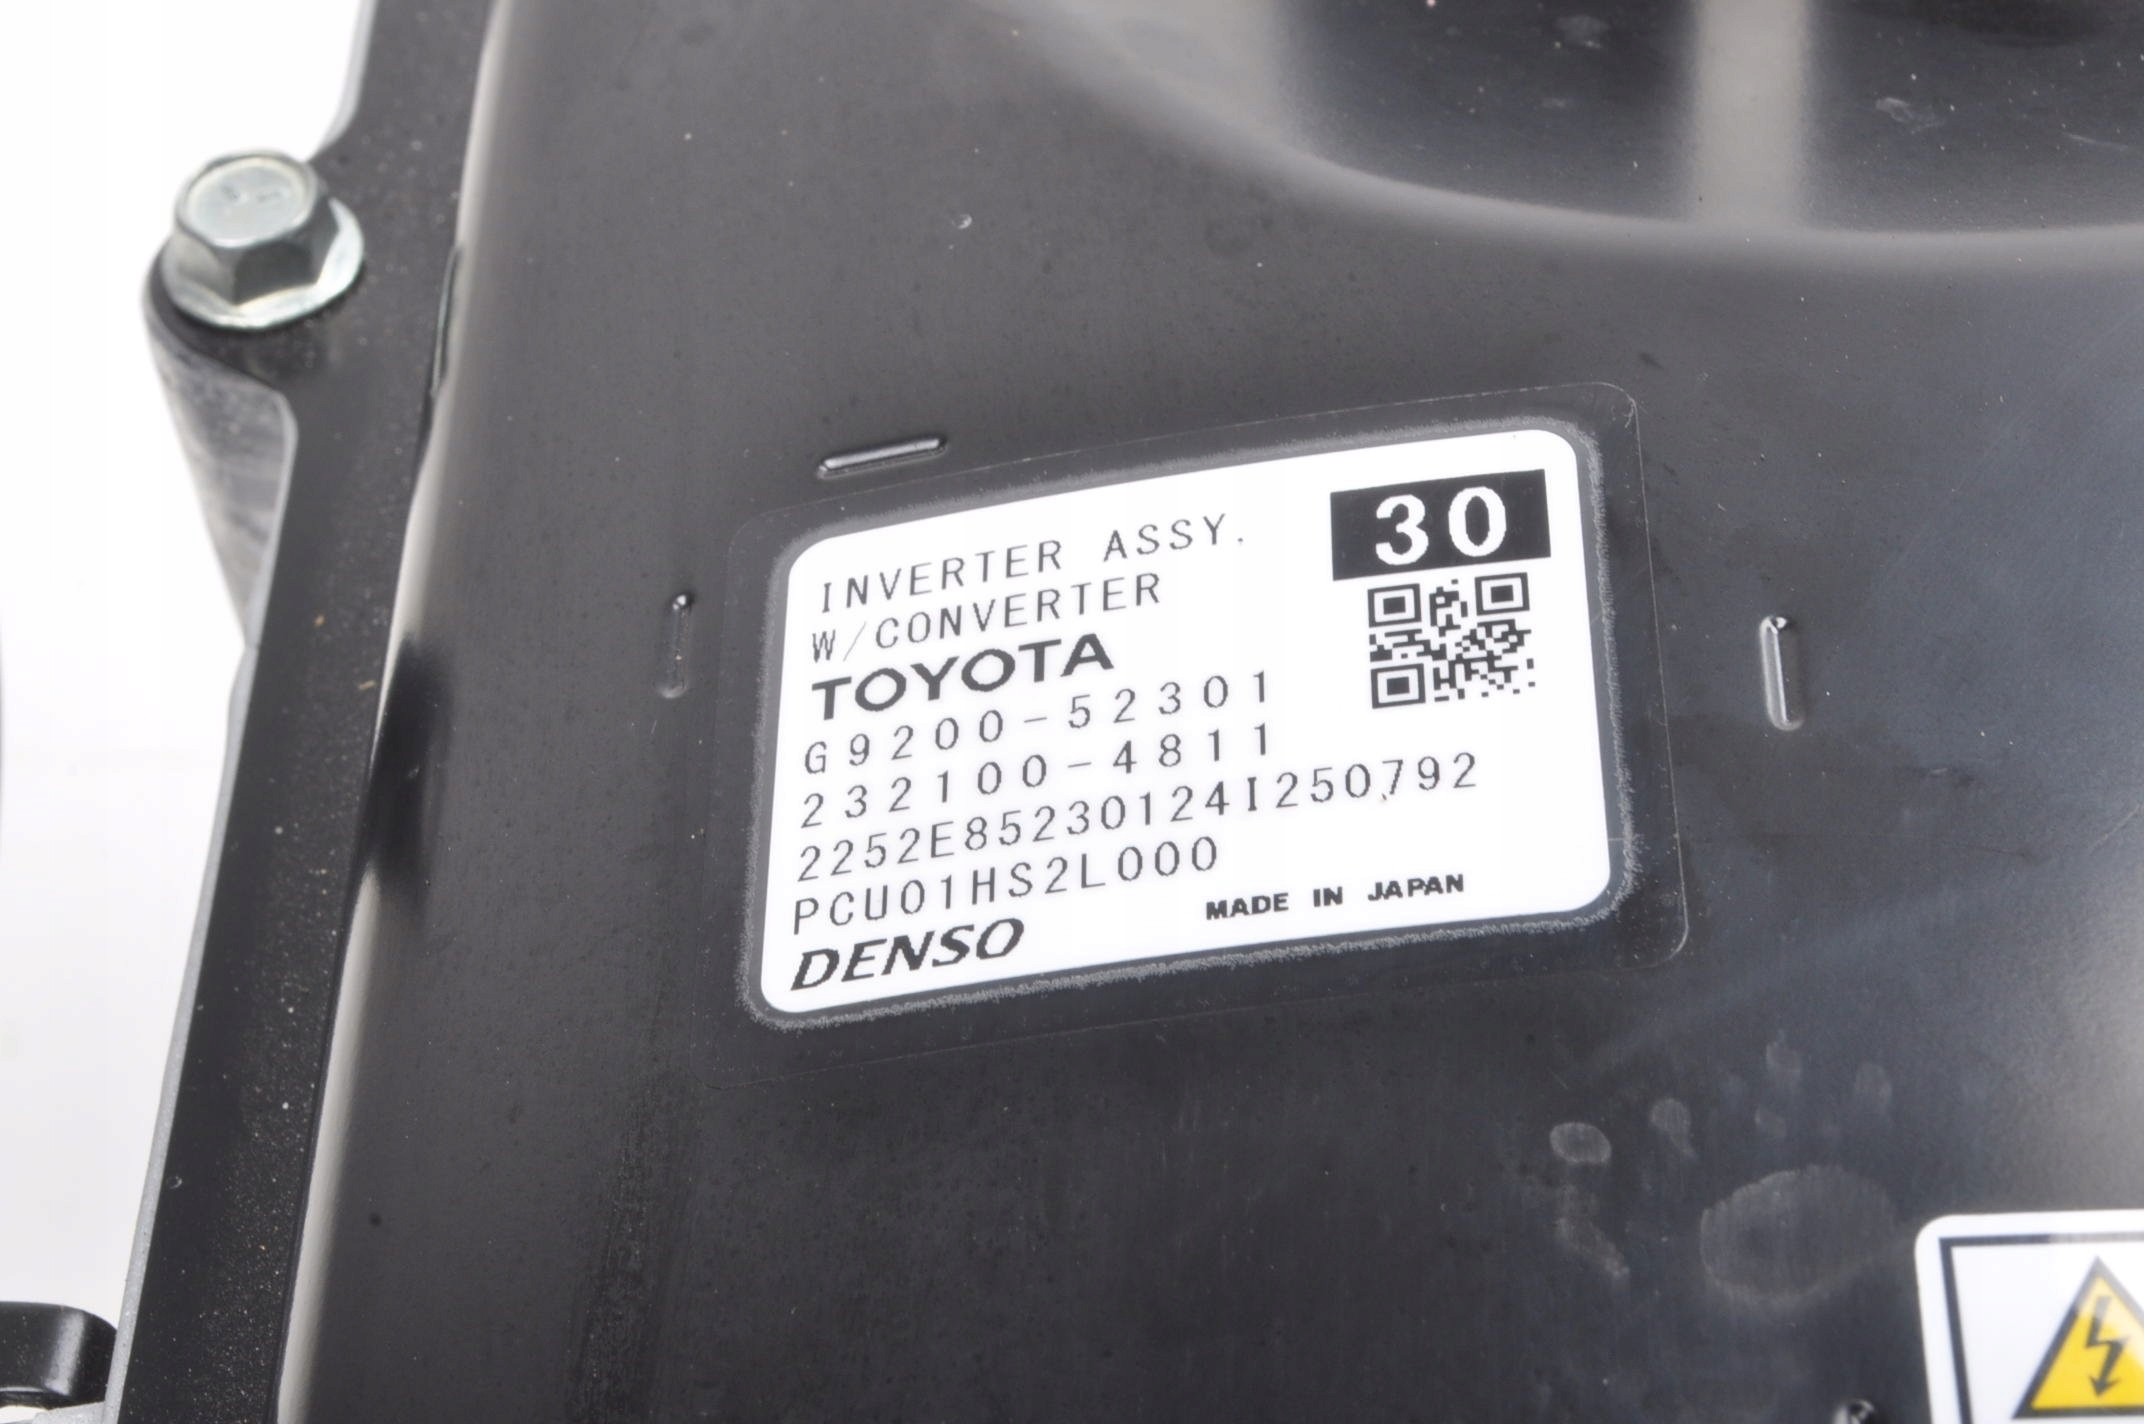 INVERTER ASSY. 30
W/CONVERTER
TOYOTA
G9200-52301
232100-4811
2252E85230124I250792
PCU01HS2L000
DENSO MADE IN JAPAN